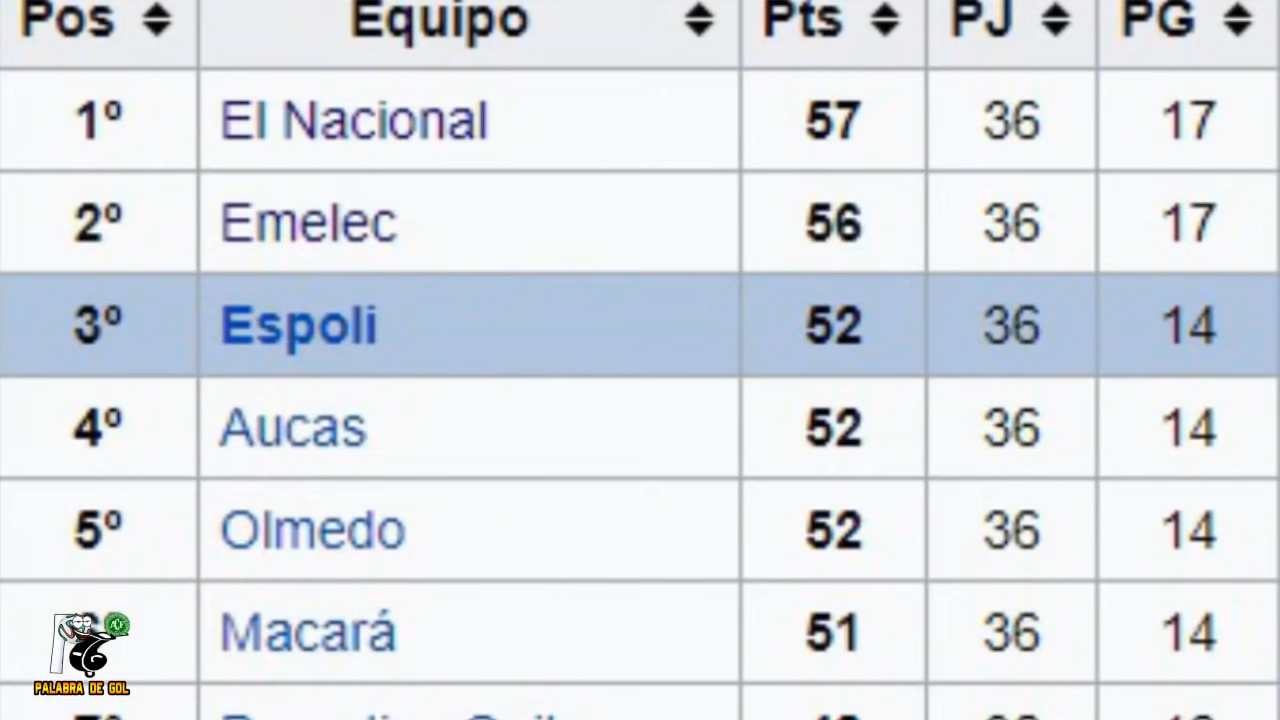 Pos Equipo Pts PJ PG
1º El Nacional 57 36 17
2º Emelec 56 36 17
3º Espoli 52 36 14
4º Aucas 52 36 14
5º Olmedo 52 36 14
Macará 51 36 14
PALABRA DE GOL